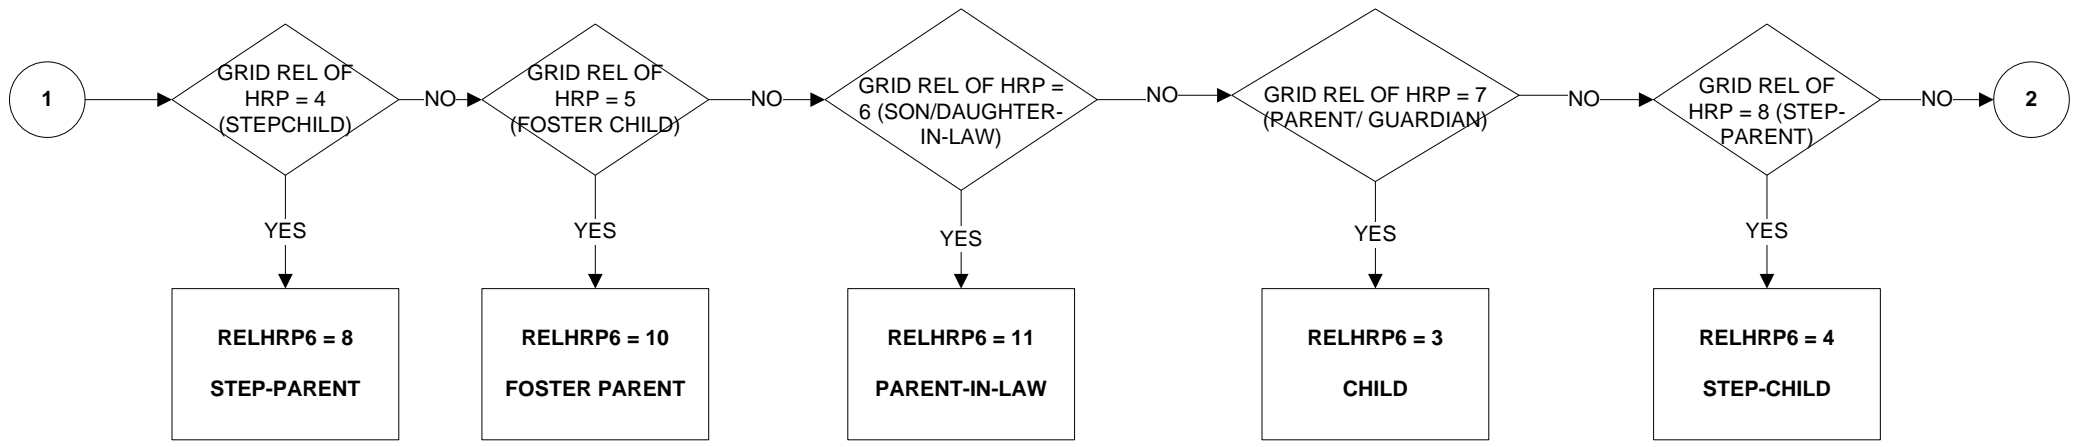 1
GRID REL OF
HRP = 4
(STEPCHILD)
NO
GRID REL OF
HRP = 5
(FOSTER CHILD)
NO
GRID REL OF HRP =
6 (SON/DAUGHTER-
IN-LAW)
NO
GRID REL OF HRP = 7
(PARENT/ GUARDIAN)
NO
GRID REL OF
HRP = 8 (STEP-
PARENT)
NO
2
YES
YES
YES
YES
YES
RELHRP6 = 8
STEP-PARENT
RELHRP6 = 10
FOSTER PARENT
RELHRP6 = 11
PARENT-IN-LAW
RELHRP6 = 3
CHILD
RELHRP6 = 4
STEP-CHILD